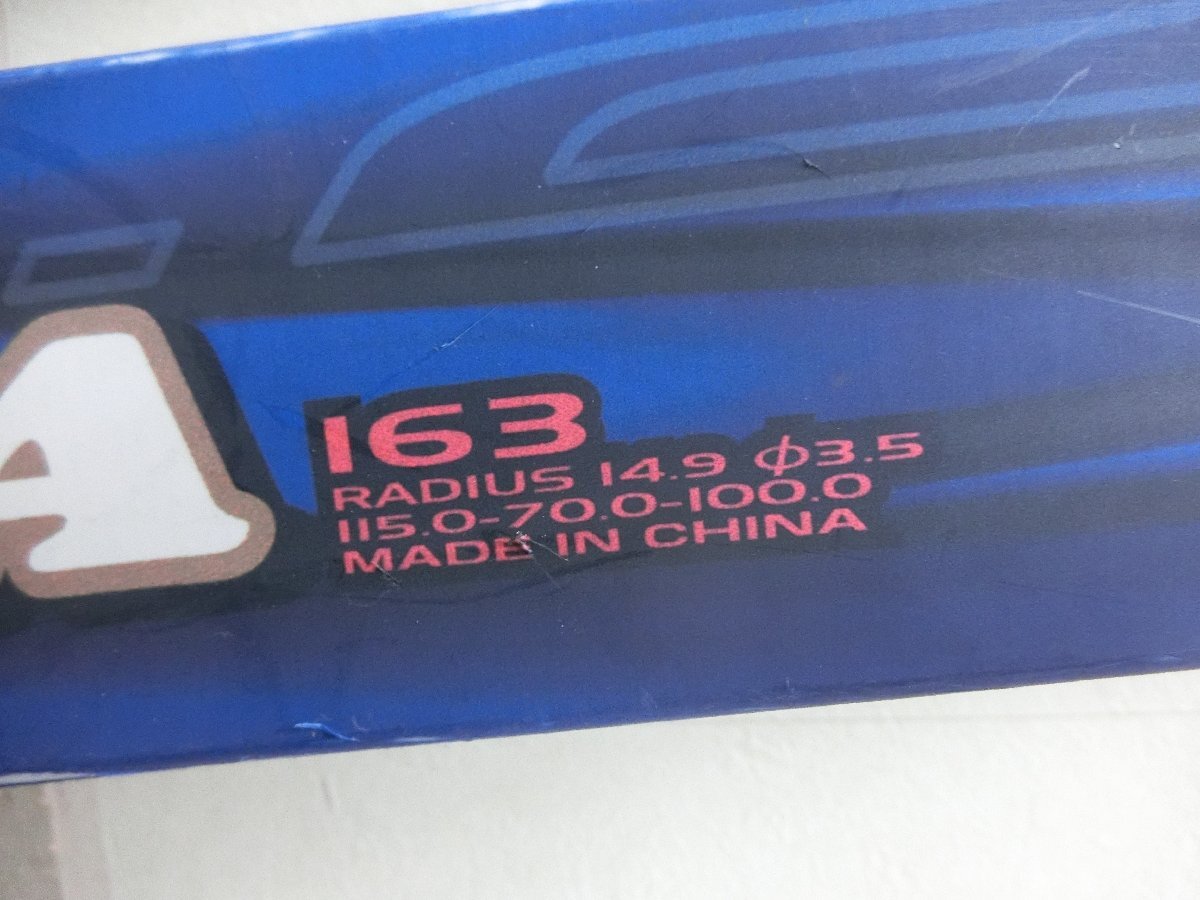 A
163
RADIUS 14.9 ϕ3.5
115.0-70.0-100.0
MADE IN CHINA